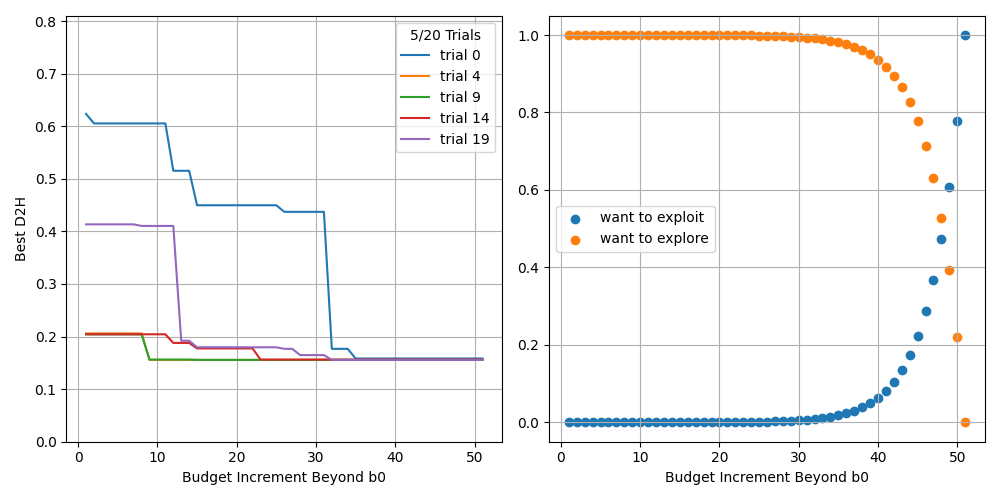 0.8
0.7
0.6
0.5
0.4
0.3
0.2
0.1
0.0
Best D2H
0 10 20 30 40 50
Budget Increment Beyond b0
5/20 Trials
trial 0
trial 4
trial 9
trial 14
trial 19
1.0
0.8
0.6
0.4
0.2
0.0
0 10 20 30 40 50
Budget Increment Beyond b0
want to exploit
want to explore